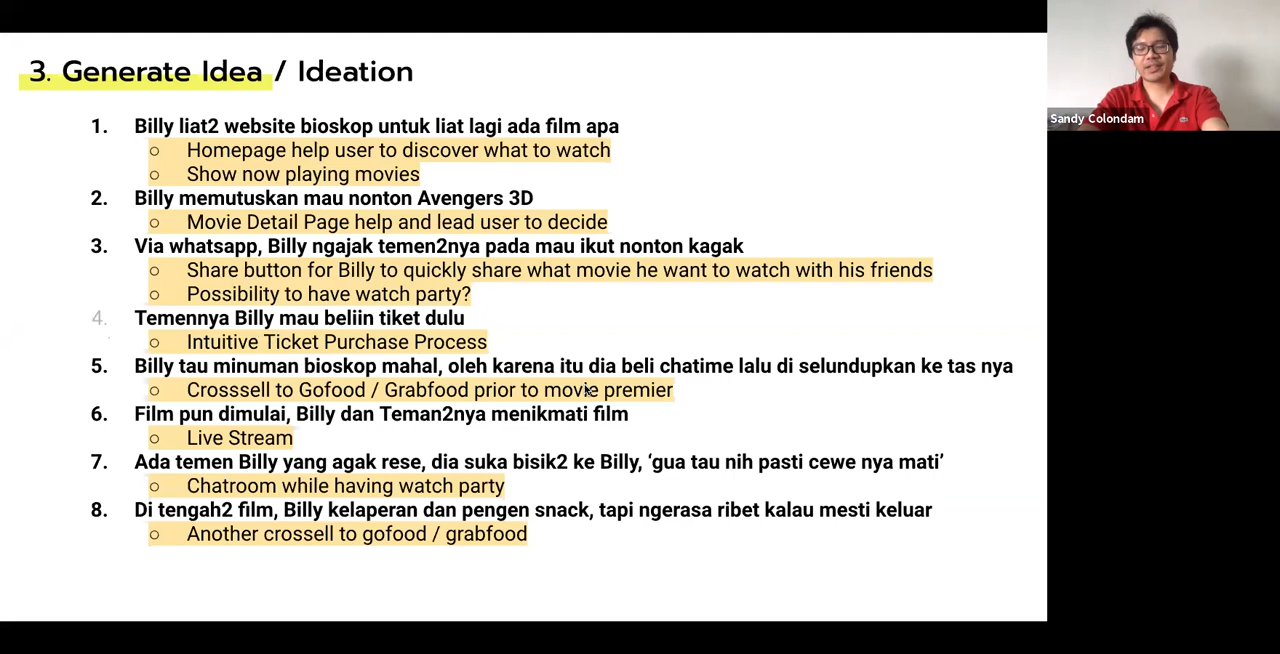 3. Generate Idea / Ideation
Sandy Colondam
1. Billy liat2 website bioskop untuk liat lagi ada film apa
○ Homepage help user to discover what to watch
○ Show now playing movies
2. Billy memutuskan mau nonton Avengers 3D
○ Movie Detail Page help and lead user to decide
3. Via whatsapp, Billy ngajak temen2nya pada mau ikut nonton kagak
○ Share button for Billy to quickly share what movie he want to watch with his friends
○ Possibility to have watch party?
4. Temennya Billy mau beliin tiket dulu
○ Intuitive Ticket Purchase Process
5. Billy tau minuman bioskop mahal, oleh karena itu dia beli chatime lalu di selundupkan ke tas nya
○ Crosssell to Gofood / Grabfood prior to movie premier
6. Film pun dimulai, Billy dan Teman2nya menikmati film
○ Live Stream
7. Ada temen Billy yang agak rese, dia suka bisik2 ke Billy, ‘gua tau nih pasti cewe nya mati’
○ Chatroom while having watch party
8. Di tengah2 film, Billy kelaperan dan pengen snack, tapi ngerasa ribet kalau mesti keluar
○ Another crossell to gofood / grabfood